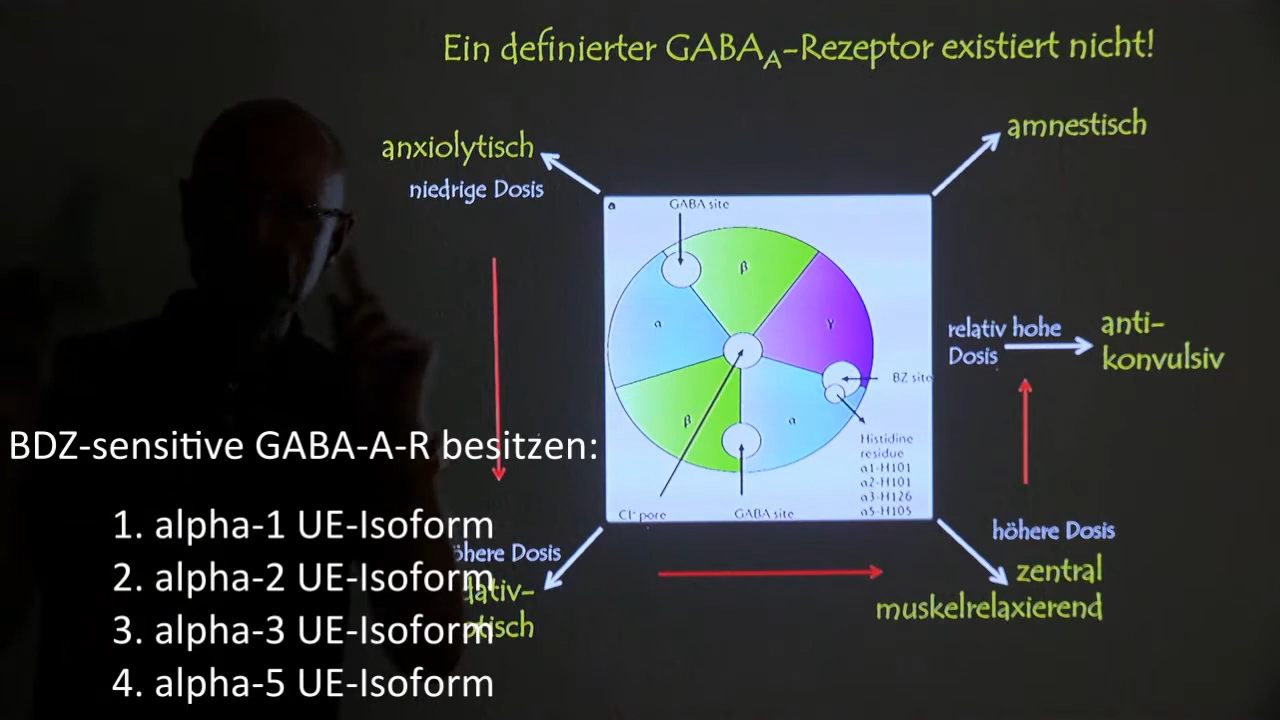 Ein definierter GABA_A-Rezeptor existiert nicht!
anxiolytisch
niedrige Dosis
amnestisch
a
GABA site
β
γ
α
BZ site
β
α
Histidine
residue
α1-H101
α2-H101
α3-H126
α5-H105
Cl⁻ pore
GABA site
relativ hohe
Dosis
anti-
konvulsiv
höhere Dosis
zentral
muskelrelaxierend
BDZ-sensitive GABA-A-R besitzen:
1. alpha-1 UE-Isoform
2. alpha-2 UE-Isoform
3. alpha-3 UE-Isoform
4. alpha-5 UE-Isoform
Dosis